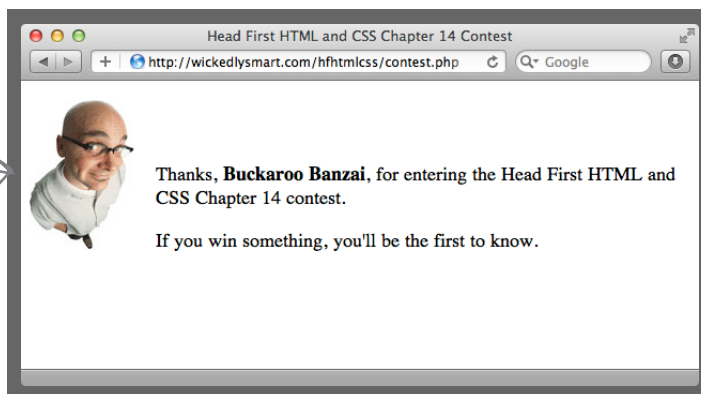 Head First HTML and CSS Chapter 14 Contest
http://wickedlysmart.com/hfhtmlcss/contest.php
Google
Thanks, Buckaroo Banzai, for entering the Head First HTML and
CSS Chapter 14 contest.
If you win something, you'll be the first to know.